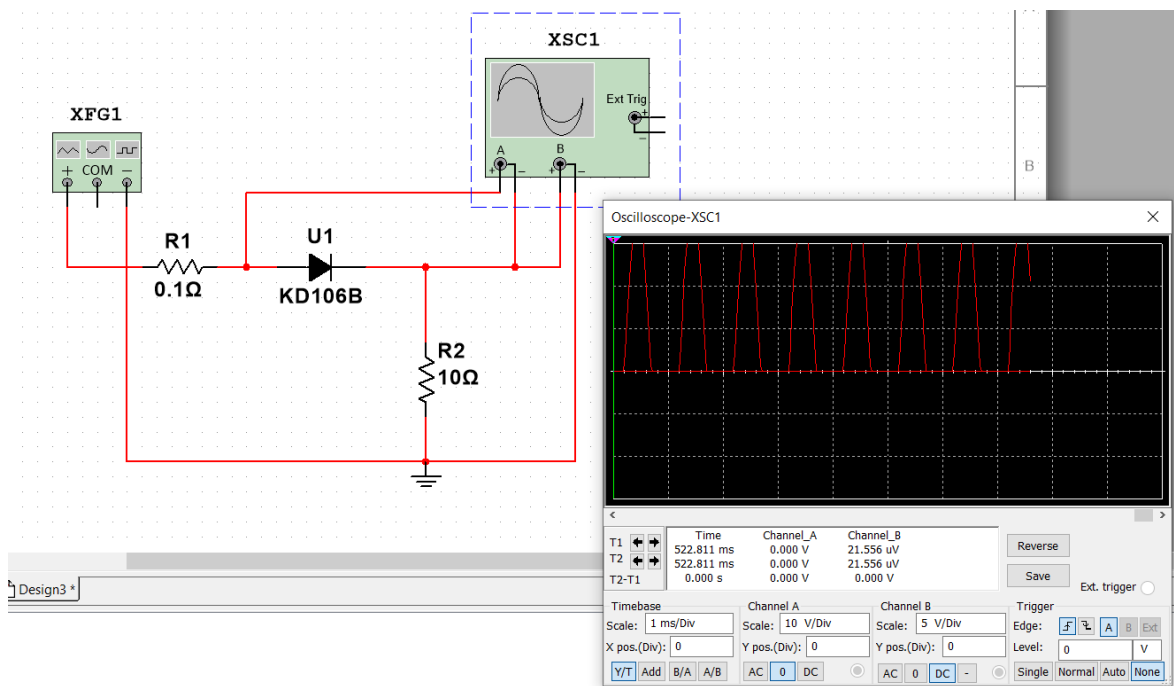 XSC1
Ext Trig
+
−
A
B
+ − + −
XFG1
+ COM −
R1
0.1Ω
U1
KD106B
R2
10Ω
B
Oscilloscope-XSC1
Time Channel_A Channel_B
T1 522.811 ms 0.000 V 21.556 uV
T2 522.811 ms 0.000 V 21.556 uV
T2-T1 0.000 s 0.000 V 0.000 V
Reverse
Save
Ext. trigger
Design3 *
Timebase Channel A Channel B Trigger
Scale: 1 ms/Div Scale: 10 V/Div Scale: 5 V/Div Edge: A B Ext
X pos.(Div): 0 Y pos.(Div): 0 Y pos.(Div): 0 Level: 0 V
Y/T Add B/A A/B AC 0 DC AC 0 DC - Single Normal Auto None